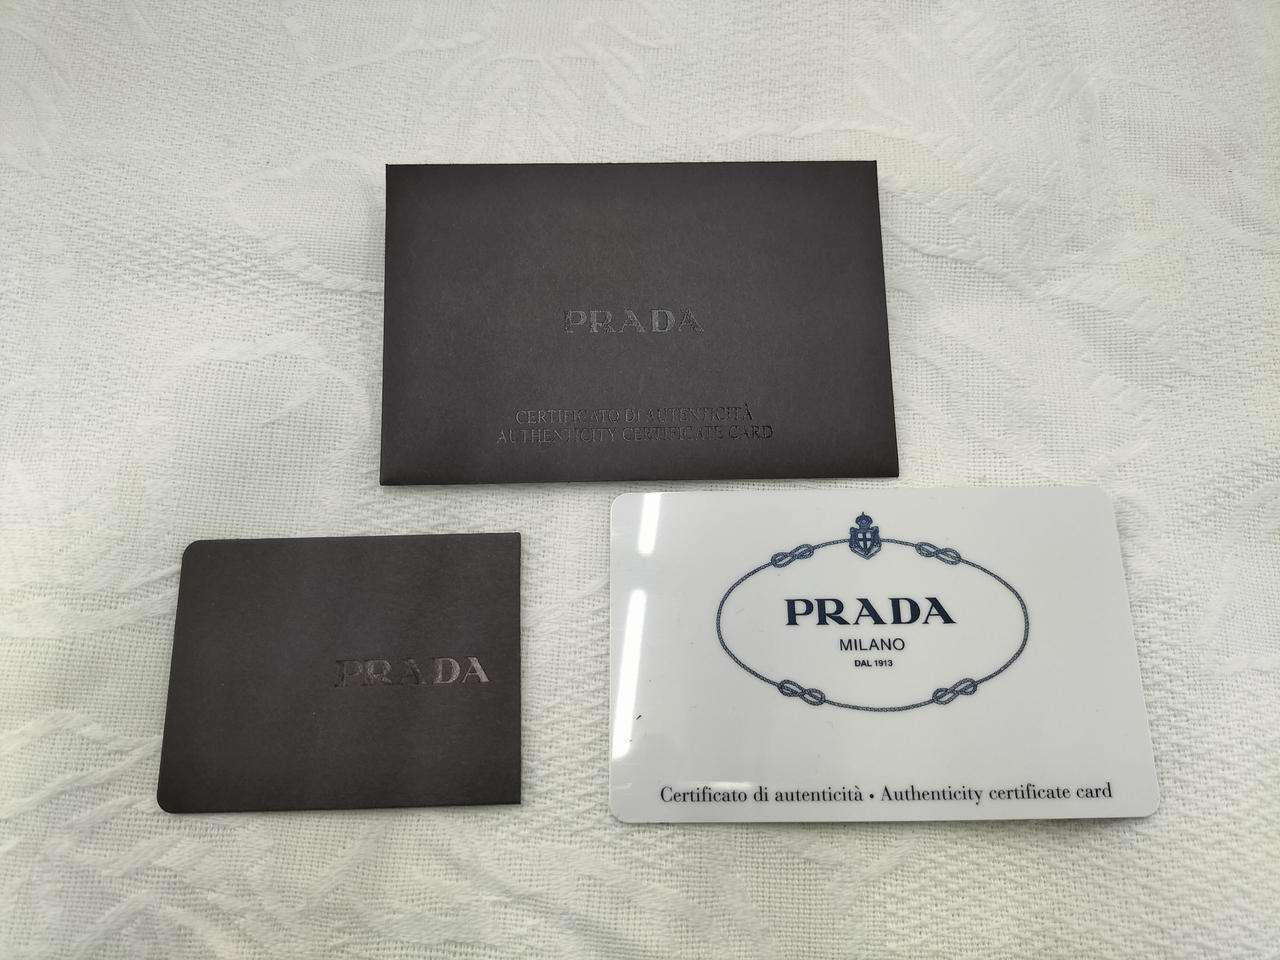 PRADA
CERTIFICATO DI AUTENTICITÀ
AUTHENTICITY CERTIFICATE CARD
PRADA
PRADA
MILANO
DAL 1913
Certificato di autenticità • Authenticity certificate card